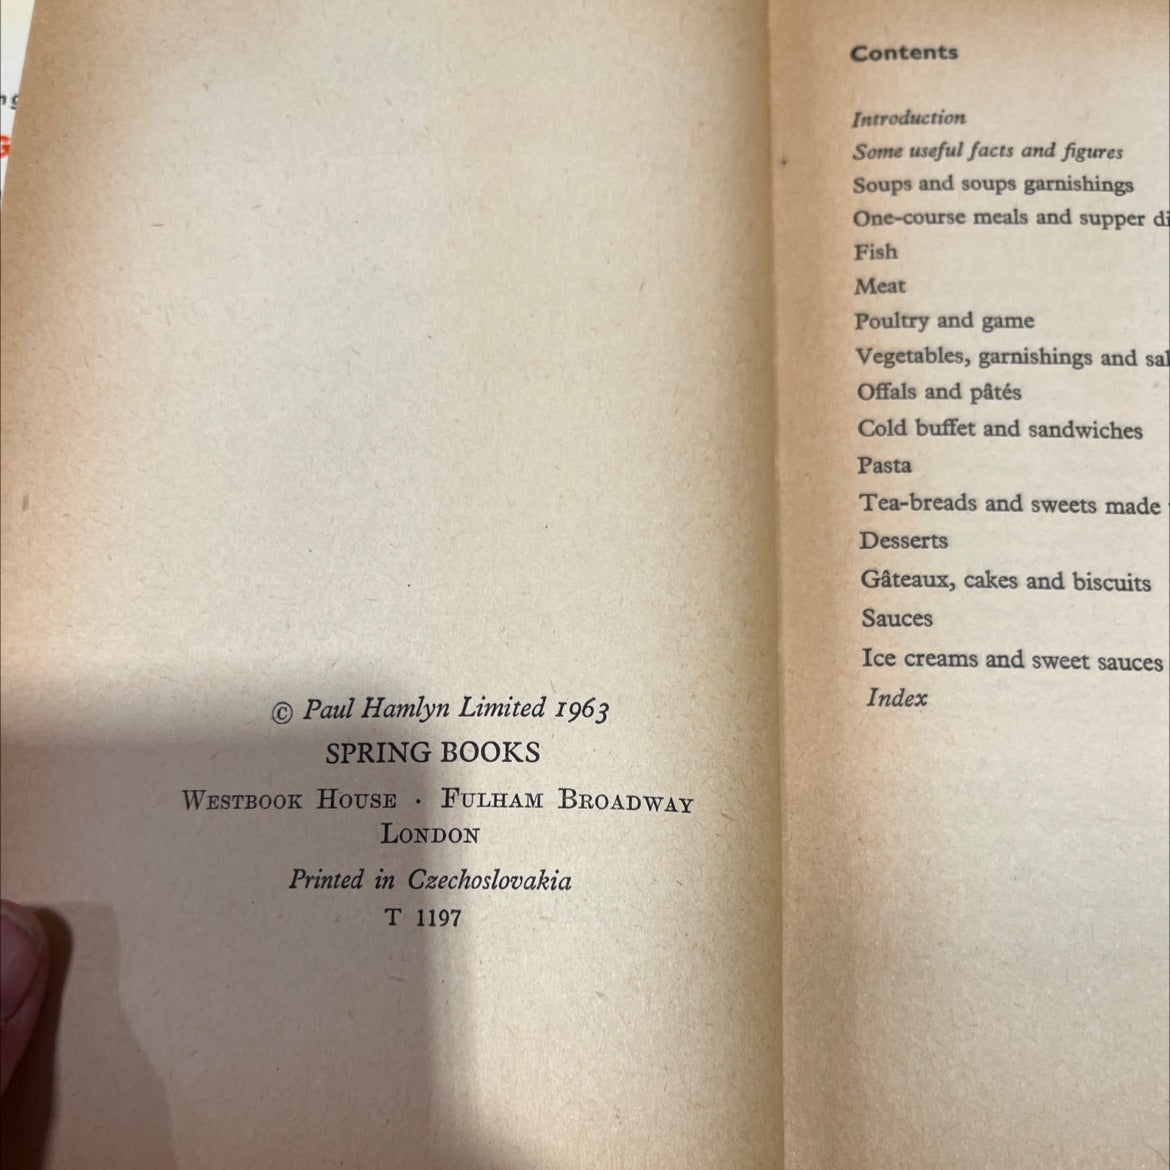 © Paul Hamlyn Limited 1963
SPRING BOOKS
WESTBOOK HOUSE · FULHAM BROADWAY
LONDON
Printed in Czechoslovakia
T 1197
Contents
Introduction
Some useful facts and figures
Soups and soups garnishings
One-course meals and supper
Fish
Meat
Poultry and game
Vegetables, garnishings and
Offals and pâtés
Cold buffet and sandwiches
Pasta
Tea-breads and sweets made
Desserts
Gâteaux, cakes and biscuits
Sauces
Ice creams and sweet sauces
Index